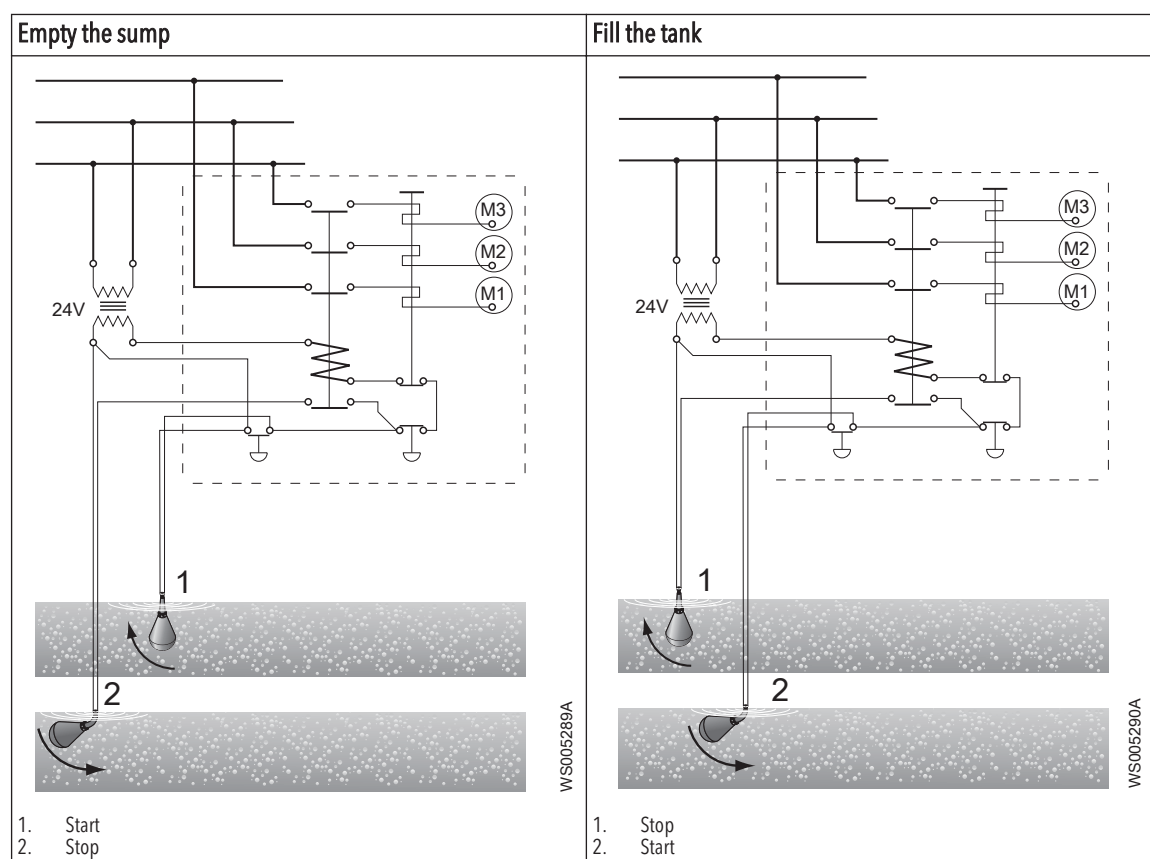 Empty the sump
Fill the tank
M3
M2
M1
24V
1
2
WS005289A
1. Start
2. Stop
M3
M2
M1
24V
1
2
WS005290A
1. Stop
2. Start